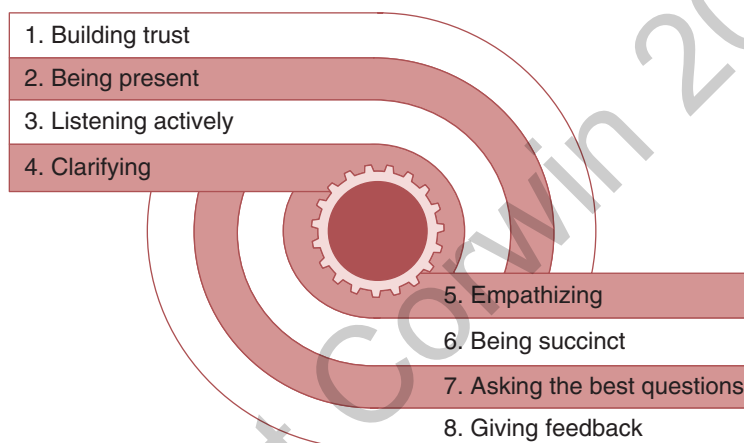 1. Building trust
2. Being present
3. Listening actively
4. Clarifying
5. Empathizing
6. Being succinct
7. Asking the best questions
8. Giving feedback
t Corwin 20